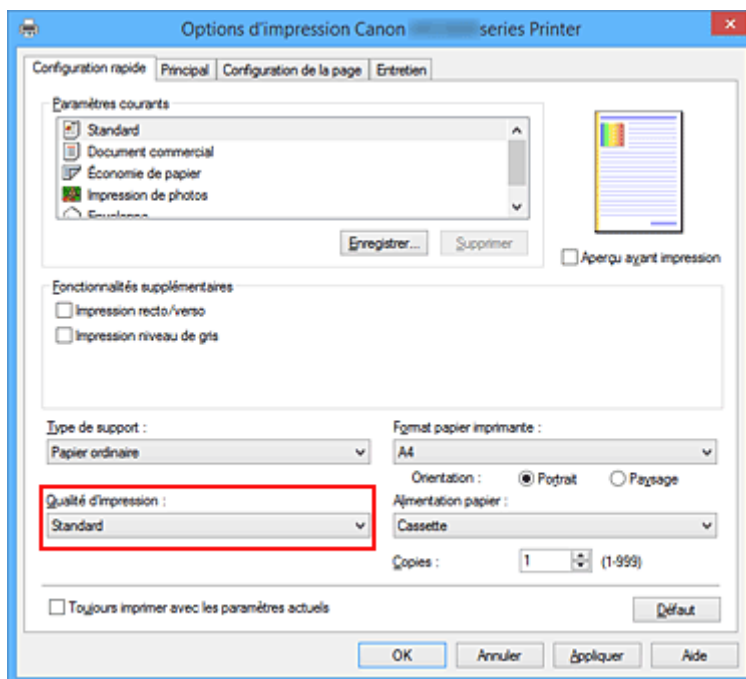 Options d'impression Canon series Printer
Configuration rapide Principal Configuration de la page Entretien
Paramètres courants
Standard
Document commercial
Économie de papier
Impression de photos
Enregistrer... Supprimer
Aperçu avant impression
Fonctionnalités supplémentaires
Impression recto/verso
Impression niveau de gris
Type de support : Format papier imprimante :
Papier ordinaire A4
Orientation : Portrait Paysage
Qualité d'impression : Alimentation papier :
Standard Cassette
Copies : 1 (1-999)
Toujours imprimer avec les paramètres actuels Défaut
OK Annuler Appliquer Aide